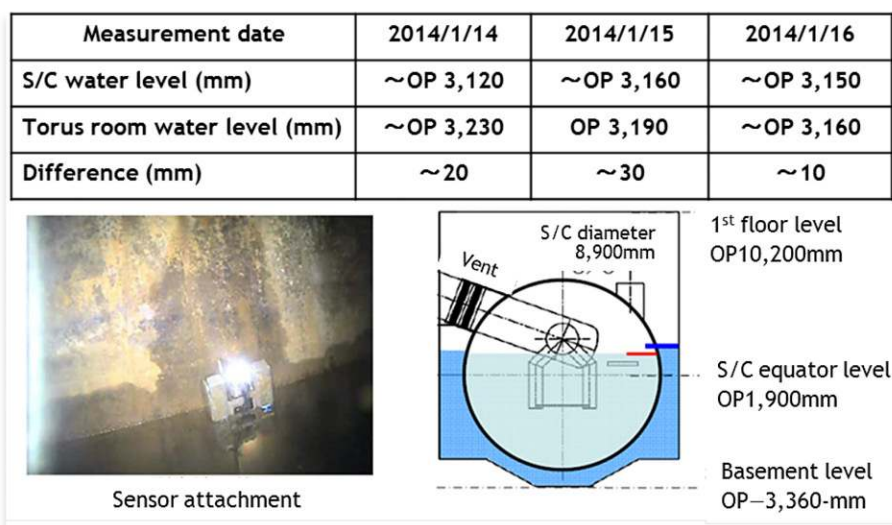 Measurement date 2014/1/14 2014/1/15 2014/1/16
S/C water level (mm) ～OP 3,120 ～OP 3,160 ～OP 3,150
Torus room water level (mm) ～OP 3,230 OP 3,190 ～OP 3,160
Difference (mm) ～20 ～30 ～10
S/C diameter
8,900mm
Vent
1st floor level
OP10,200mm
S/C equator level
OP1,900mm
Basement level
OP−3,360-mm
Sensor attachment